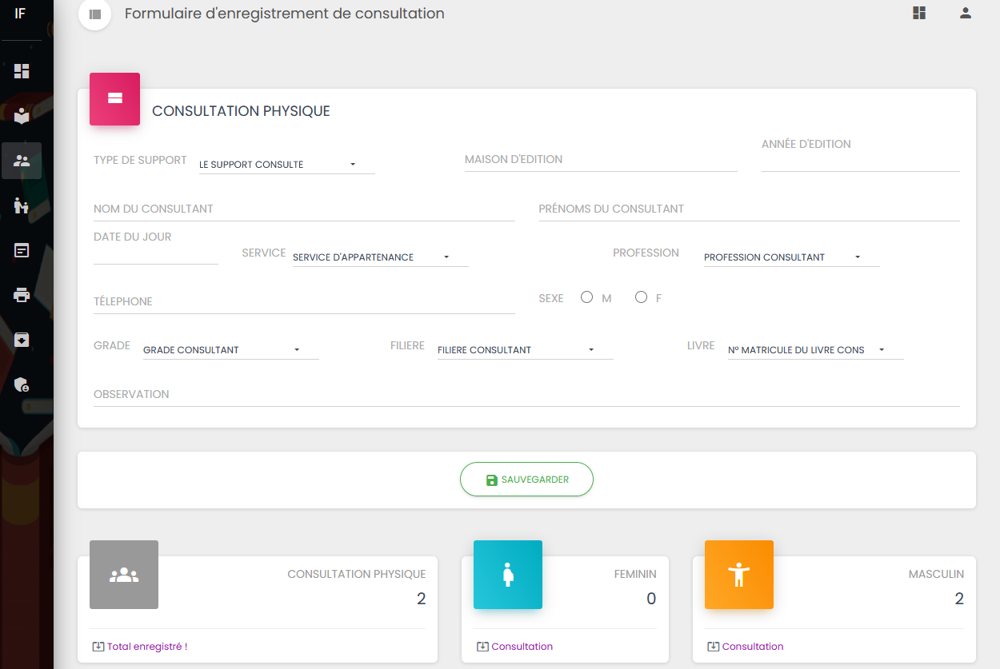 IF
Formulaire d'enregistrement de consultation
CONSULTATION PHYSIQUE
TYPE DE SUPPORT LE SUPPORT CONSULTE MAISON D'EDITION ANNÉE D'EDITION
NOM DU CONSULTANT PRÉNOMS DU CONSULTANT
DATE DU JOUR SERVICE SERVICE D'APPARTENANCE PROFESSION PROFESSION CONSULTANT
TÉLEPHONE SEXE M F
GRADE GRADE CONSULTANT FILIERE FILIERE CONSULTANT LIVRE N° MATRICULE DU LIVRE CONS
OBSERVATION
SAUVEGARDER
CONSULTATION PHYSIQUE FEMININ MASCULIN
2 0 2
Total enregistré ! Consultation Consultation